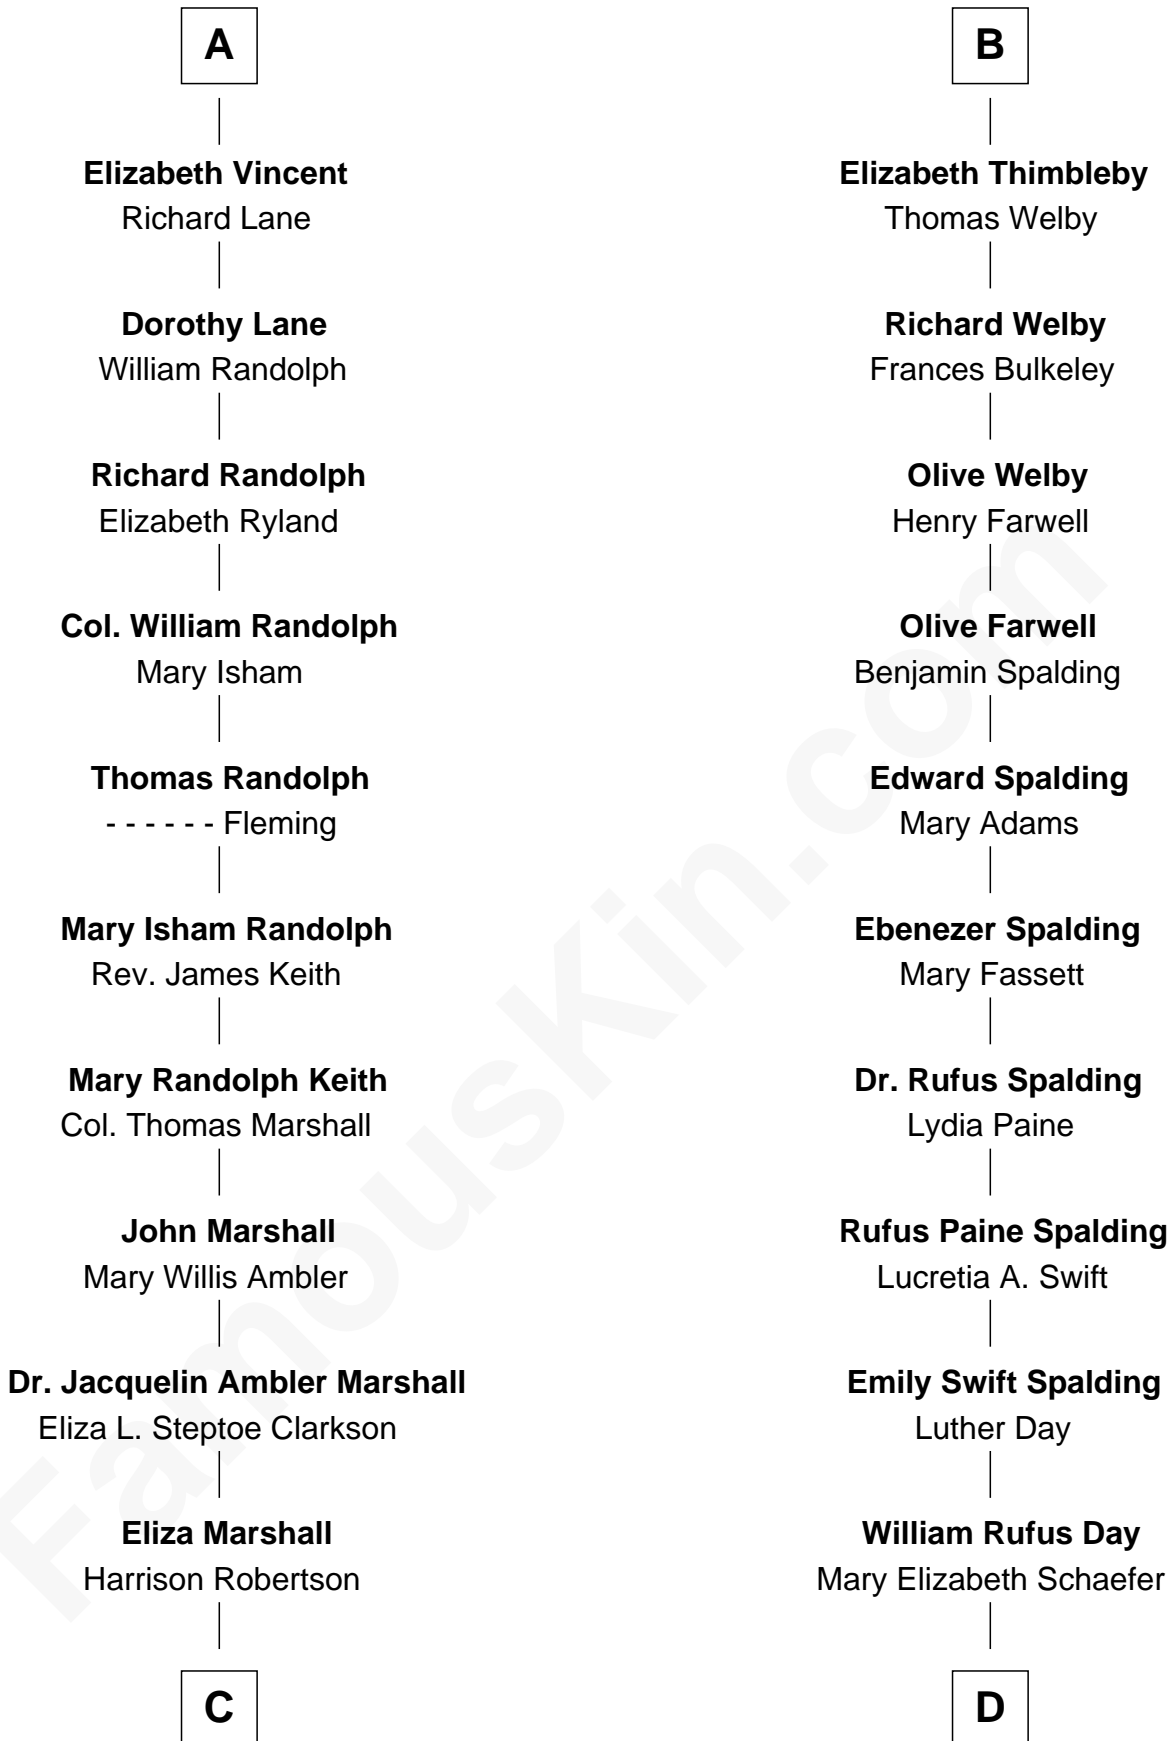 A
Elizabeth Vincent
Richard Lane
Dorothy Lane
William Randolph
Richard Randolph
Elizabeth Ryland
Col. William Randolph
Mary Isham
Thomas Randolph
- - - - - - Fleming
Mary Isham Randolph
Rev. James Keith
Mary Randolph Keith
Col. Thomas Marshall
John Marshall
Mary Willis Ambler
Dr. Jacquelin Ambler Marshall
Eliza L. Steptoe Clarkson
Eliza Marshall
Harrison Robertson
C
B
Elizabeth Thimbleby
Thomas Welby
Richard Welby
Frances Bulkeley
Olive Welby
Henry Farwell
Olive Farwell
Benjamin Spalding
Edward Spalding
Mary Adams
Ebenezer Spalding
Mary Fassett
Dr. Rufus Spalding
Lydia Paine
Rufus Paine Spalding
Lucretia A. Swift
Emily Swift Spalding
Luther Day
William Rufus Day
Mary Elizabeth Schaefer
D
FamousKin.com